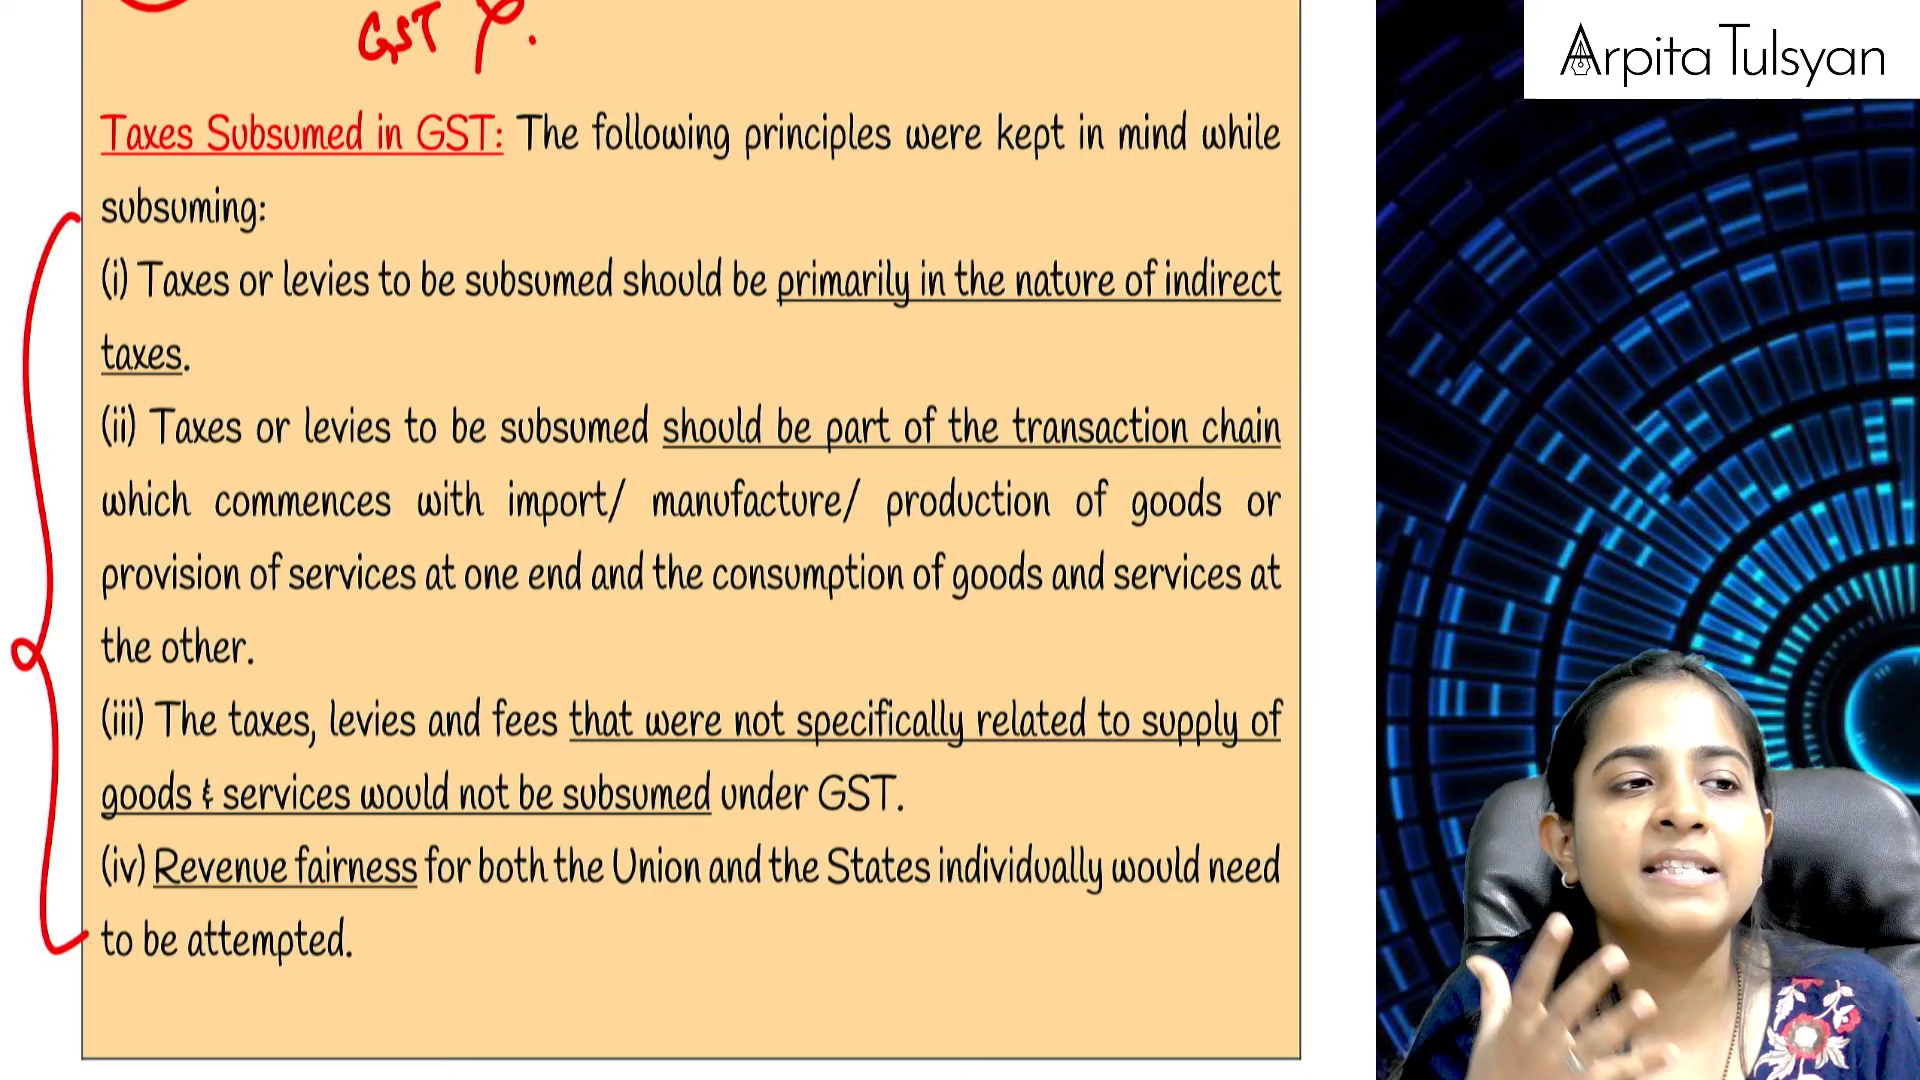 GST
Arpita Tulsyan
Taxes Subsumed in GST: The following principles were kept in mind while
subsuming:
(i) Taxes or levies to be subsumed should be primarily in the nature of indirect
taxes.
(ii) Taxes or levies to be subsumed should be part of the transaction chain
which commences with import/ manufacture/ production of goods or
provision of services at one end and the consumption of goods and services at
the other.
(iii) The taxes, levies and fees that were not specifically related to supply of
goods & services would not be subsumed under GST.
(iv) Revenue fairness for both the Union and the States individually would need
to be attempted.